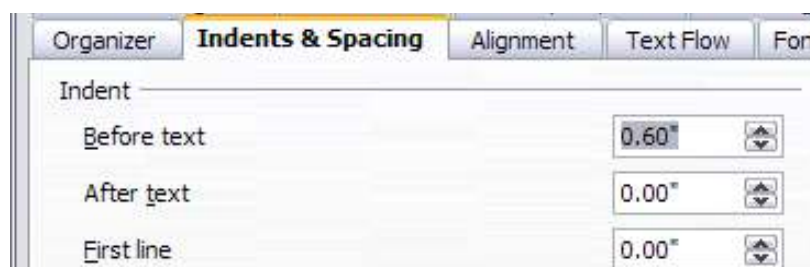 Organizer Indents & Spacing Alignment Text Flow
Indent
Before text 0.60"
After text 0.00"
First line 0.00"